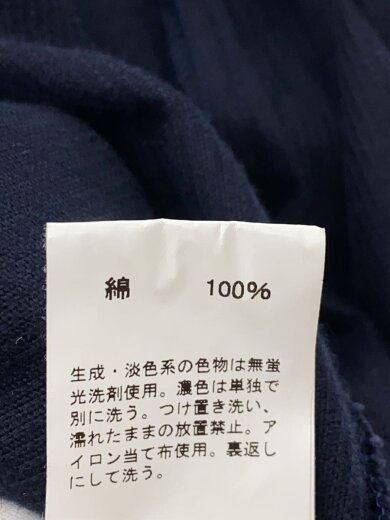 綿 100%
生成・淡色系の色物は無蛍
光洗剤使用。濃色は単独で
別に洗う。つけ置き洗い、
濡れたままの放置禁止。ア
イロン当て布使用。裏返し
にして洗う。